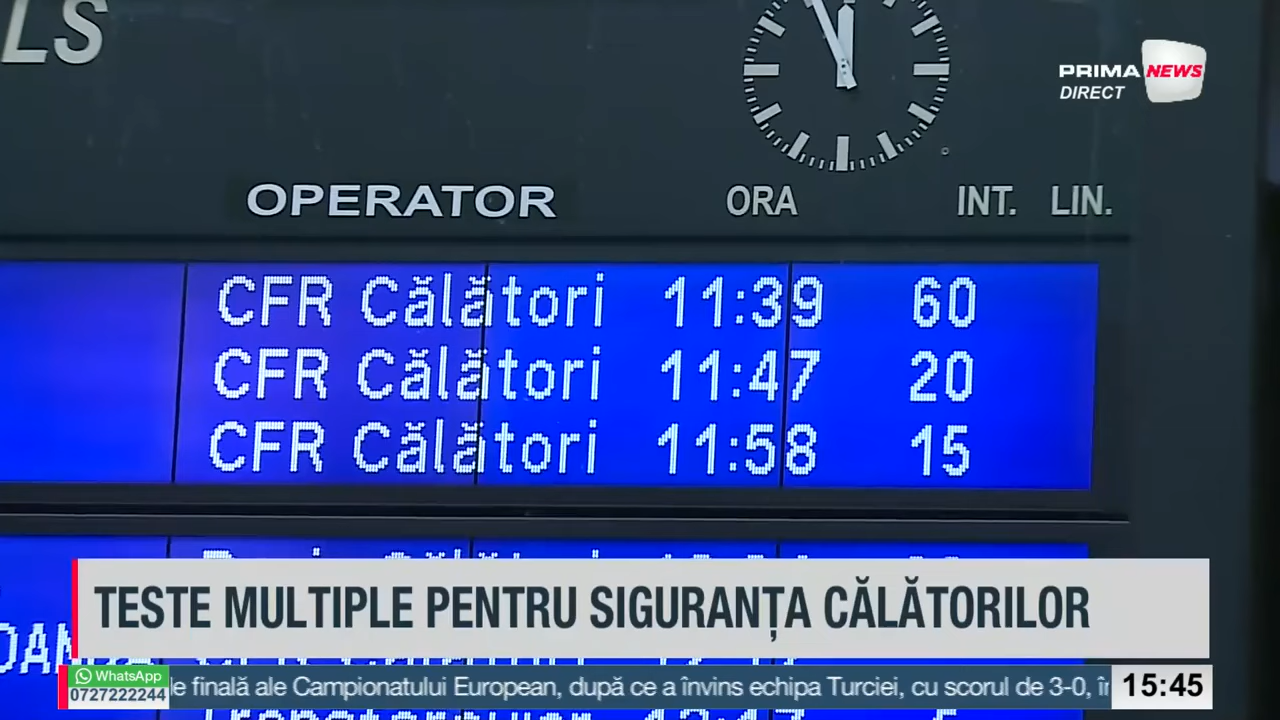 LS
PRIMA NEWS
DIRECT
OPERATOR ORA INT. LIN.
CFR Călători 11:39 60
CFR Călători 11:47 20
CFR Călători 11:58 15
TESTE MULTIPLE PENTRU SIGURANȚA CĂLĂTORILOR
WhatsApp
0727222244
le finală ale Campionatului European, după ce a învins echipa Turciei, cu scorul de 3-0, în
15:45